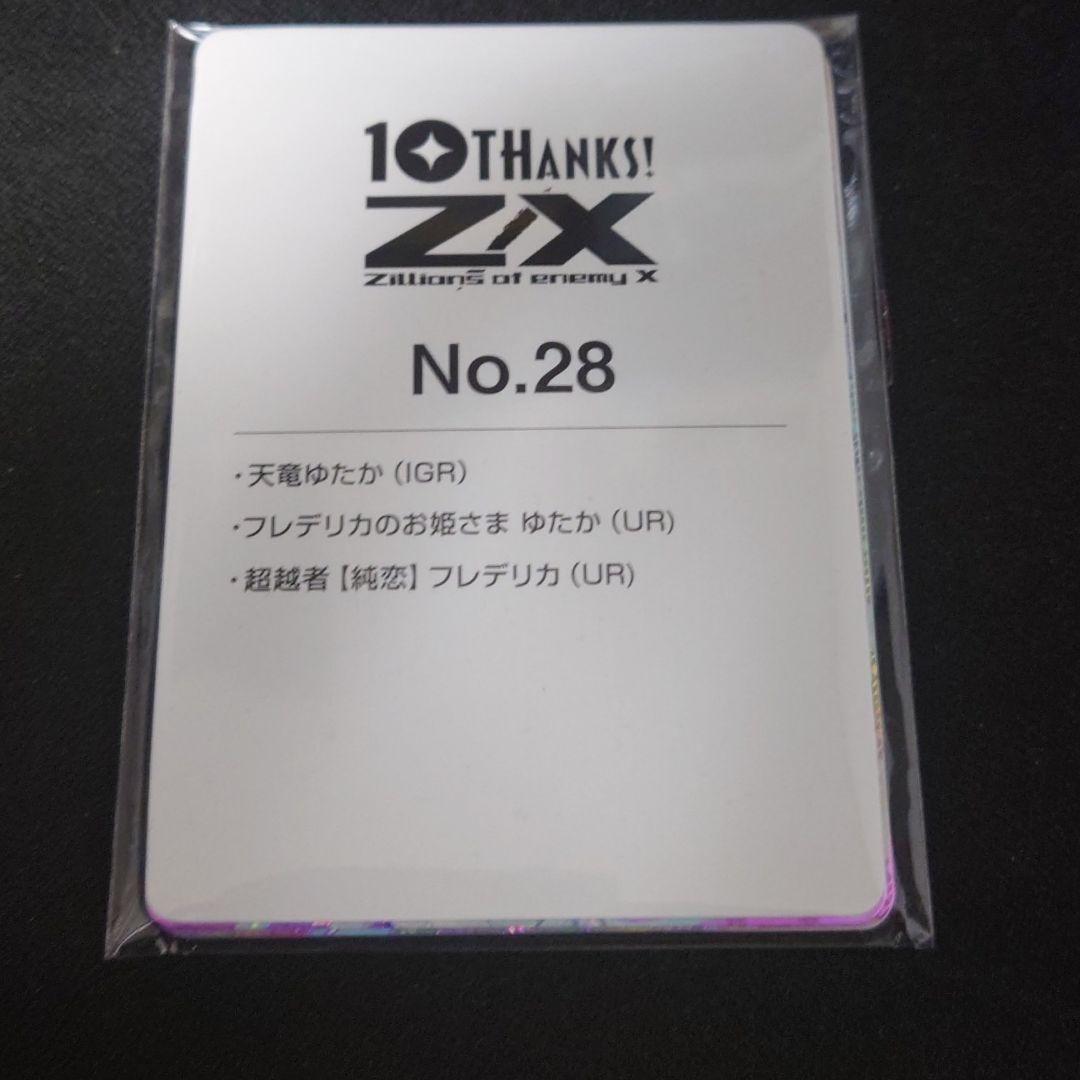 10THANKS!
Z/X
Zillions of enemy X
No.28
・天竜ゆたか（IGR）
・フレデリカのお姫さま ゆたか（UR）
・超越者【純恋】フレデリカ（UR）